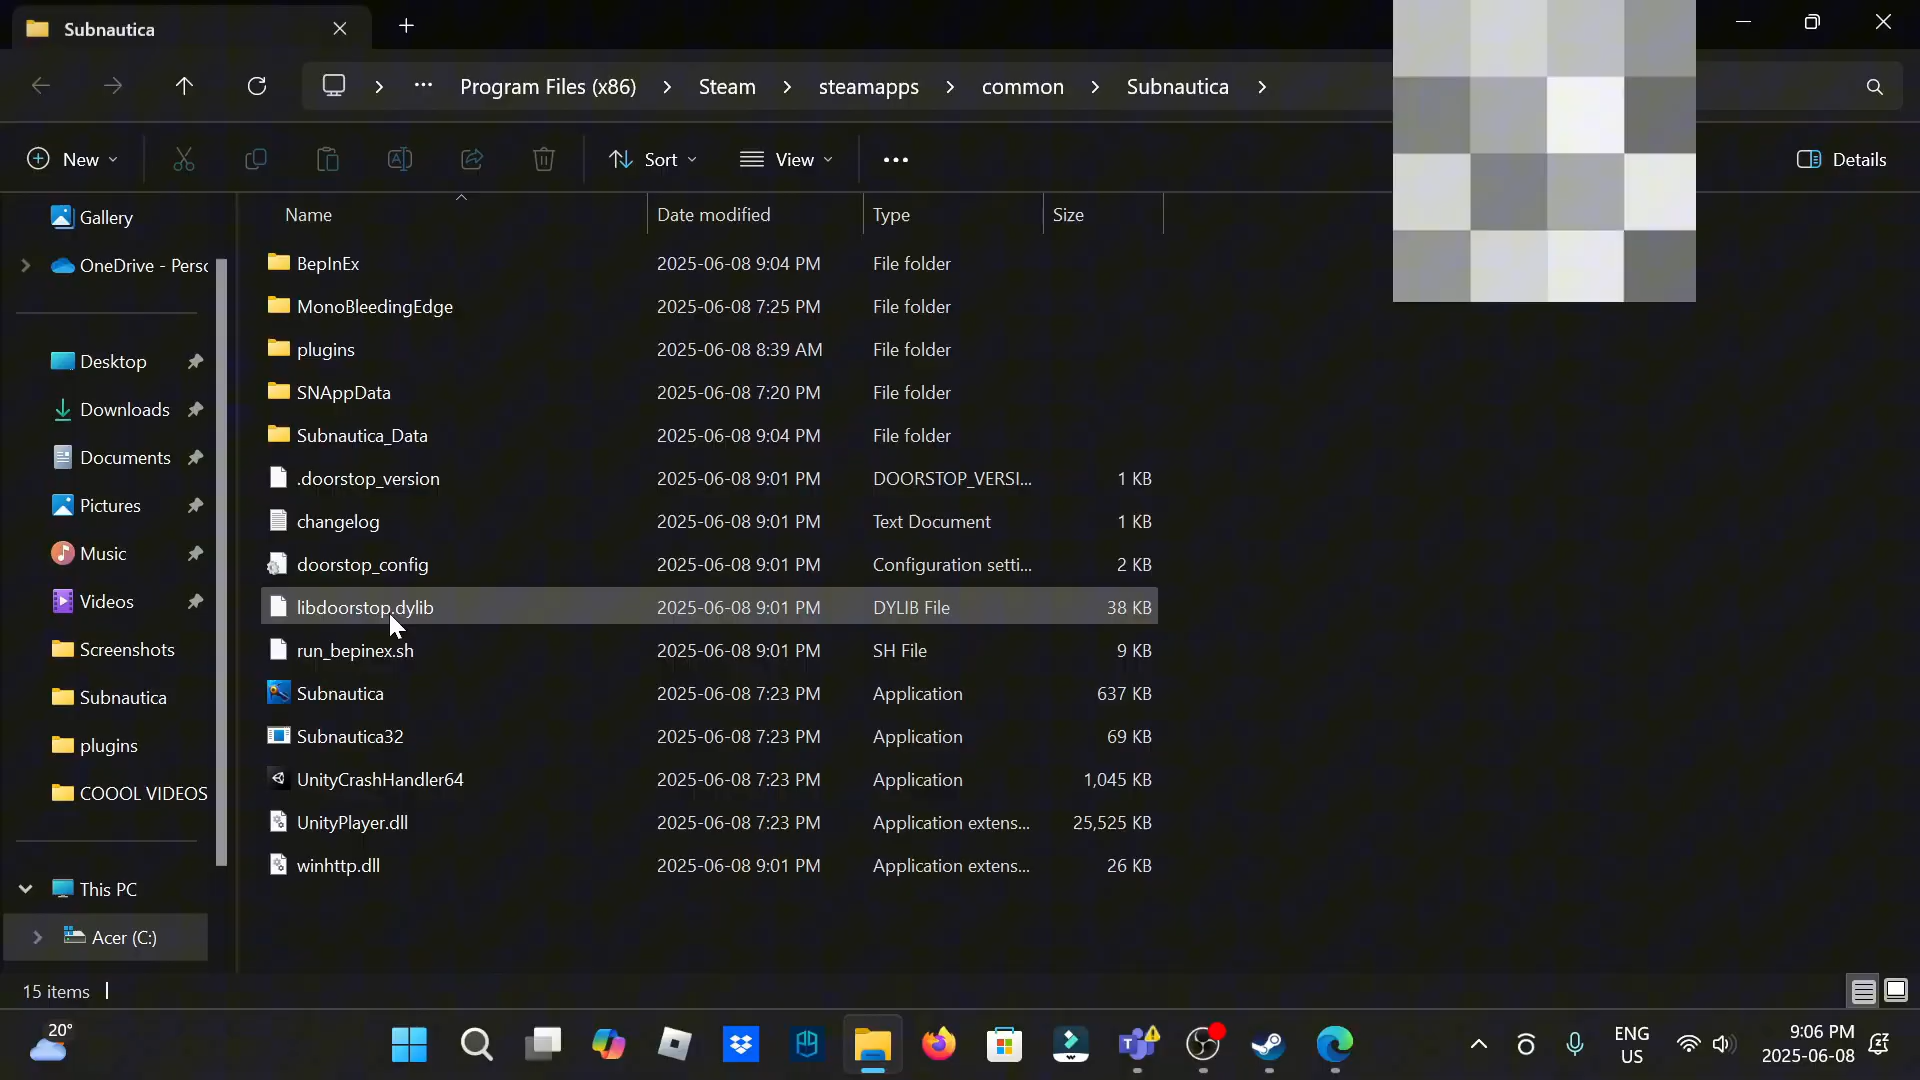 Subnautica
Program Files (x86) > Steam > steamapps > common > Subnautica >
New Sort View Details
Name Date modified Type Size
Gallery
OneDrive - Perso
Desktop
Downloads
Documents
Pictures
Music
Videos
Screenshots
Subnautica
plugins
COOOL VIDEOS
This PC
Acer (C:)
BepInEx 2025-06-08 9:04 PM File folder
MonoBleedingEdge 2025-06-08 7:25 PM File folder
plugins 2025-06-08 8:39 AM File folder
SNAppData 2025-06-08 7:20 PM File folder
Subnautica_Data 2025-06-08 9:04 PM File folder
.doorstop_version 2025-06-08 9:01 PM DOORSTOP_VERSI... 1 KB
changelog 2025-06-08 9:01 PM Text Document 1 KB
doorstop_config 2025-06-08 9:01 PM Configuration setti... 2 KB
libdoorstop.dylib 2025-06-08 9:01 PM DYLIB File 38 KB
run_bepinex.sh 2025-06-08 9:01 PM SH File 9 KB
Subnautica 2025-06-08 7:23 PM Application 637 KB
Subnautica32 2025-06-08 7:23 PM Application 69 KB
UnityCrashHandler64 2025-06-08 7:23 PM Application 1,045 KB
UnityPlayer.dll 2025-06-08 7:23 PM Application extens... 25,525 KB
winhttp.dll 2025-06-08 9:01 PM Application extens... 26 KB
15 items
20°
ENG
US
9:06 PM
2025-06-08